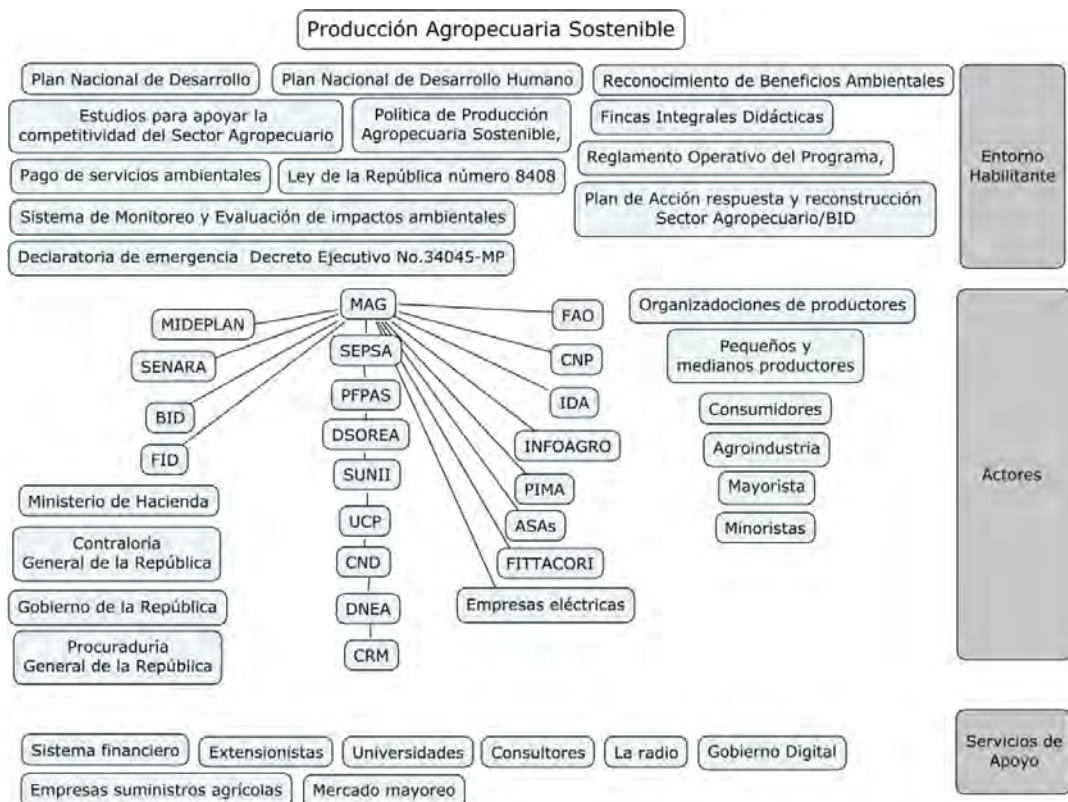 Producción Agropecuaria Sostenible
Plan Nacional de Desarrollo
Plan Nacional de Desarrollo Humano
Reconocimiento de Beneficios Ambientales
Estudios para apoyar la
competitividad del Sector Agropecuario
Política de Producción
Agropecuaria Sostenible,
Fincas Integrales Didácticas
Reglamento Operativo del Programa,
Pago de servicios ambientales
Ley de la República número 8408
Plan de Acción respuesta y reconstrucción
Sector Agropecuario/BID
Sistema de Monitoreo y Evaluación de impactos ambientales
Declaratoria de emergencia Decreto Ejecutivo No.34045-MP
Entorno
Habilitante
MAG
MIDEPLAN
SENARA
BID
FID
SEPSA
PFPAS
DSOREA
SUNII
UCP
CND
DNEA
CRM
FAO
CNP
IDA
INFOAGRO
PIMA
ASAs
FITTACORI
Empresas eléctricas
Ministerio de Hacienda
Contraloría
General de la República
Gobierno de la República
Procuraduría
General de la Repúbliica
Organizadociones de productores
Pequeños y
medianos productores
Consumidores
Agroindustria
Mayorista
Minoristas
Actores
Sistema financiero
Extensionistas
Universidades
Consultores
La radio
Gobierno Digital
Empresas suministros agrícolas
Mercado mayoreo
Servicios de
Apoyo